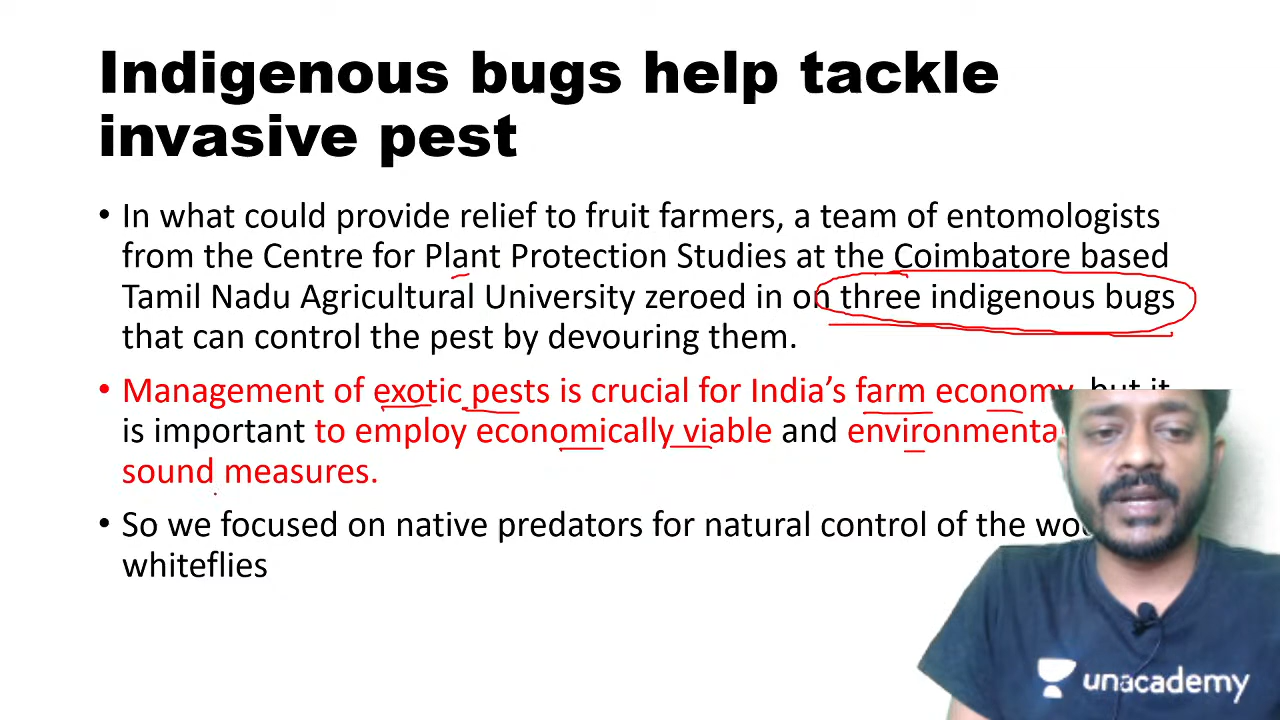 Indigenous bugs help tackle
invasive pest
• In what could provide relief to fruit farmers, a team of entomologists
from the Centre for Plant Protection Studies at the Coimbatore based
Tamil Nadu Agricultural University zeroed in on three indigenous bugs
that can control the pest by devouring them.
• Management of exotic pests is crucial for India's farm economy, but it
is important to employ economically viable and
sound measures.
• So we focused on native predators for natural control of the
whiteflies
unacademy